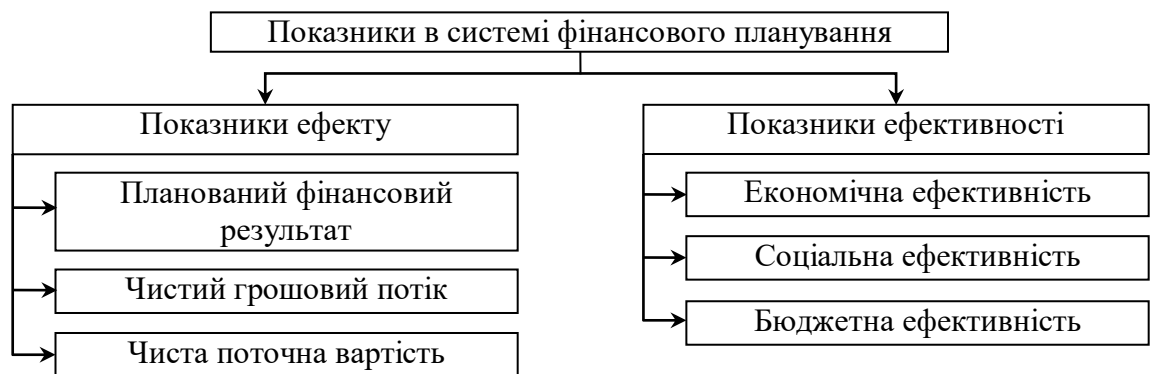 Показники в системі фінансового планування
Показники ефекту
Планований фінансовий
результат
Чистий грошовий потік
Чиста поточна вартість
Показники ефективності
Економічна ефективність
Соціальна ефективність
Бюджетна ефективність